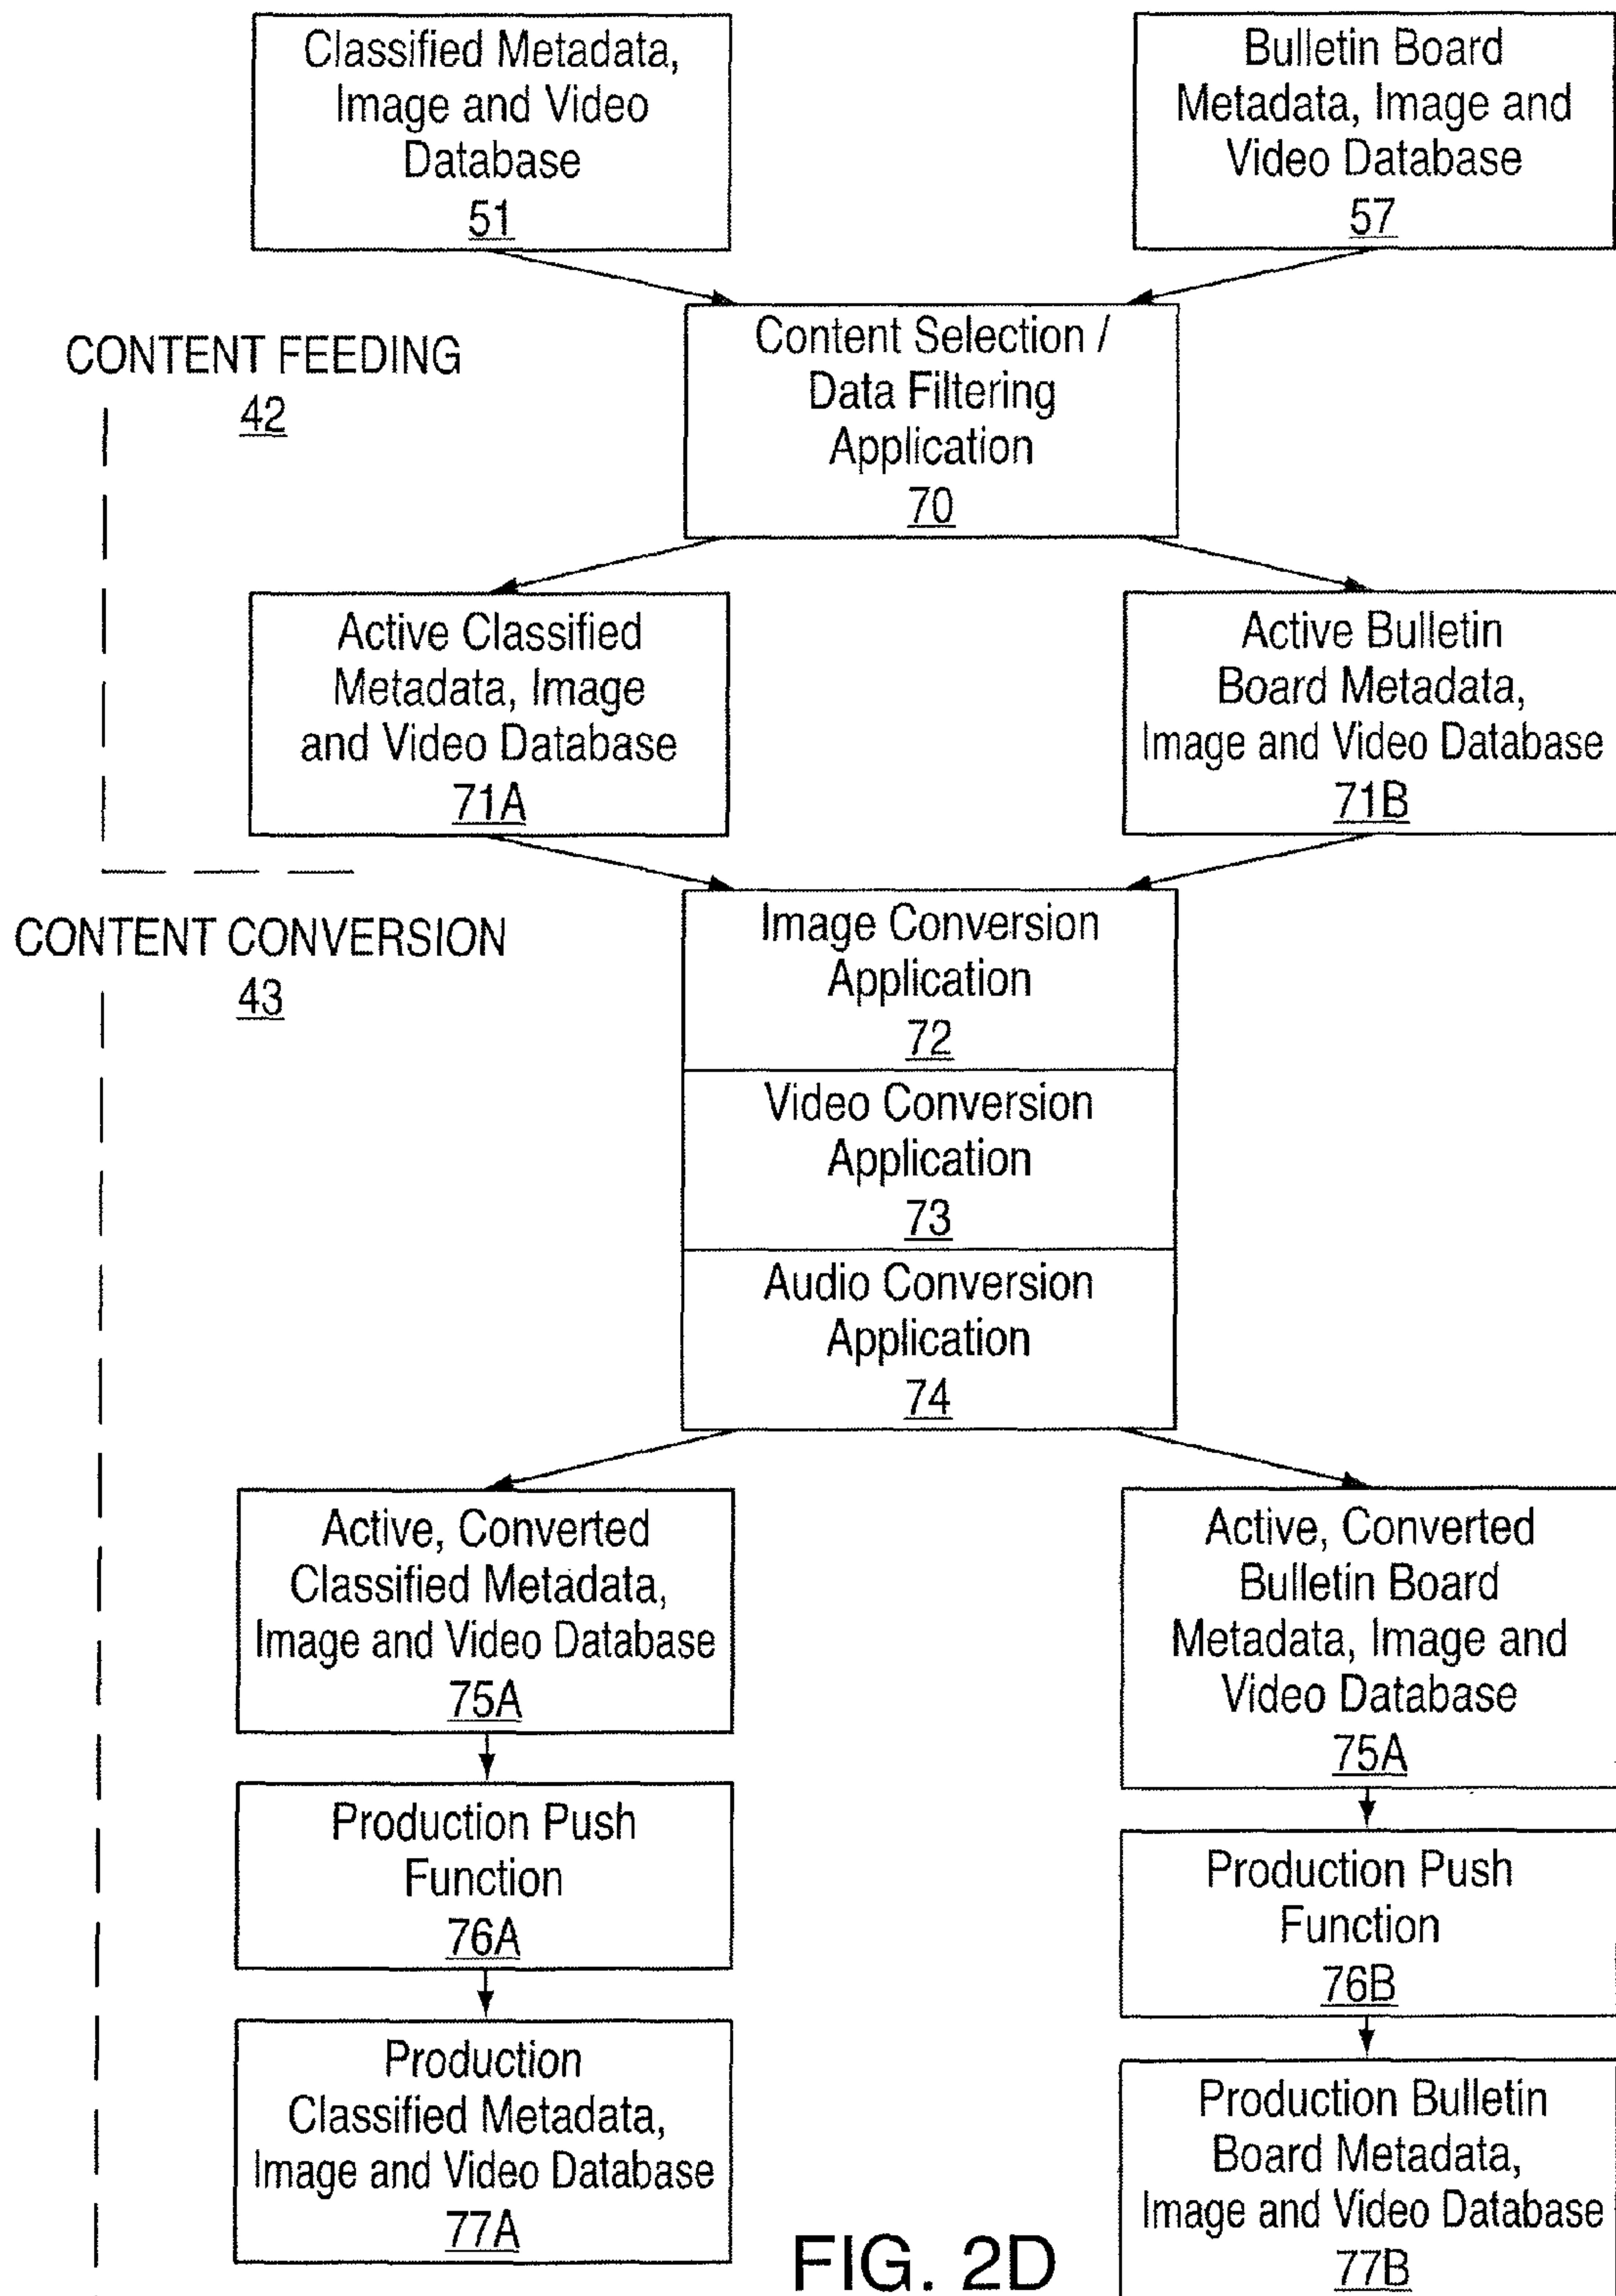 Classified Metadata,
Image and Video
Database
51
Bulletin Board
Metadata, Image and
Video Database
57
CONTENT FEEDING
42
Content Selection /
Data Filtering
Application
70
Active Classified
Metadata, Image
and Video Database
71A
Active Bulletin
Board Metadata,
Image and Video Database
71B
CONTENT CONVERSION
43
Image Conversion
Application
72
Video Conversion
Application
73
Audio Conversion
Application
74
Active, Converted
Classified Metadata,
Image and Video Database
75A
Active, Converted
Bulletin Board
Metadata, Image and
Video Database
75A
Production Push
Function
76A
Production Push
Function
76B
Production
Classified Metadata,
Image and Video Database
77A
Production Bulletin
Board Metadata,
Image and Video Database
77B
FIG. 2D